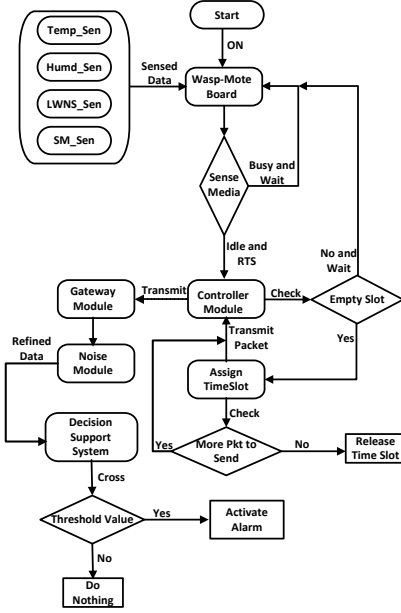 Start
Temp_Sen
Humd_Sen
LWNS_Sen
SM_Sen
Sensed
Data
ON
Wasp-Mote
Board
Sense
Media
Busy and
Wait
Idle and
RTS
No and
Wait
Gateway
Module
Transmit
Controller
Module
Check
Empty Slot
Refined
Data
Noise
Module
Transmit
Packet
Yes
Assign
TimeSlot
Check
Decision
Support
System
Yes
More Pkt to
Send
No
Release
Time Slot
Cross
Threshold Value
Yes
Activate
Alarm
No
Do
Nothing